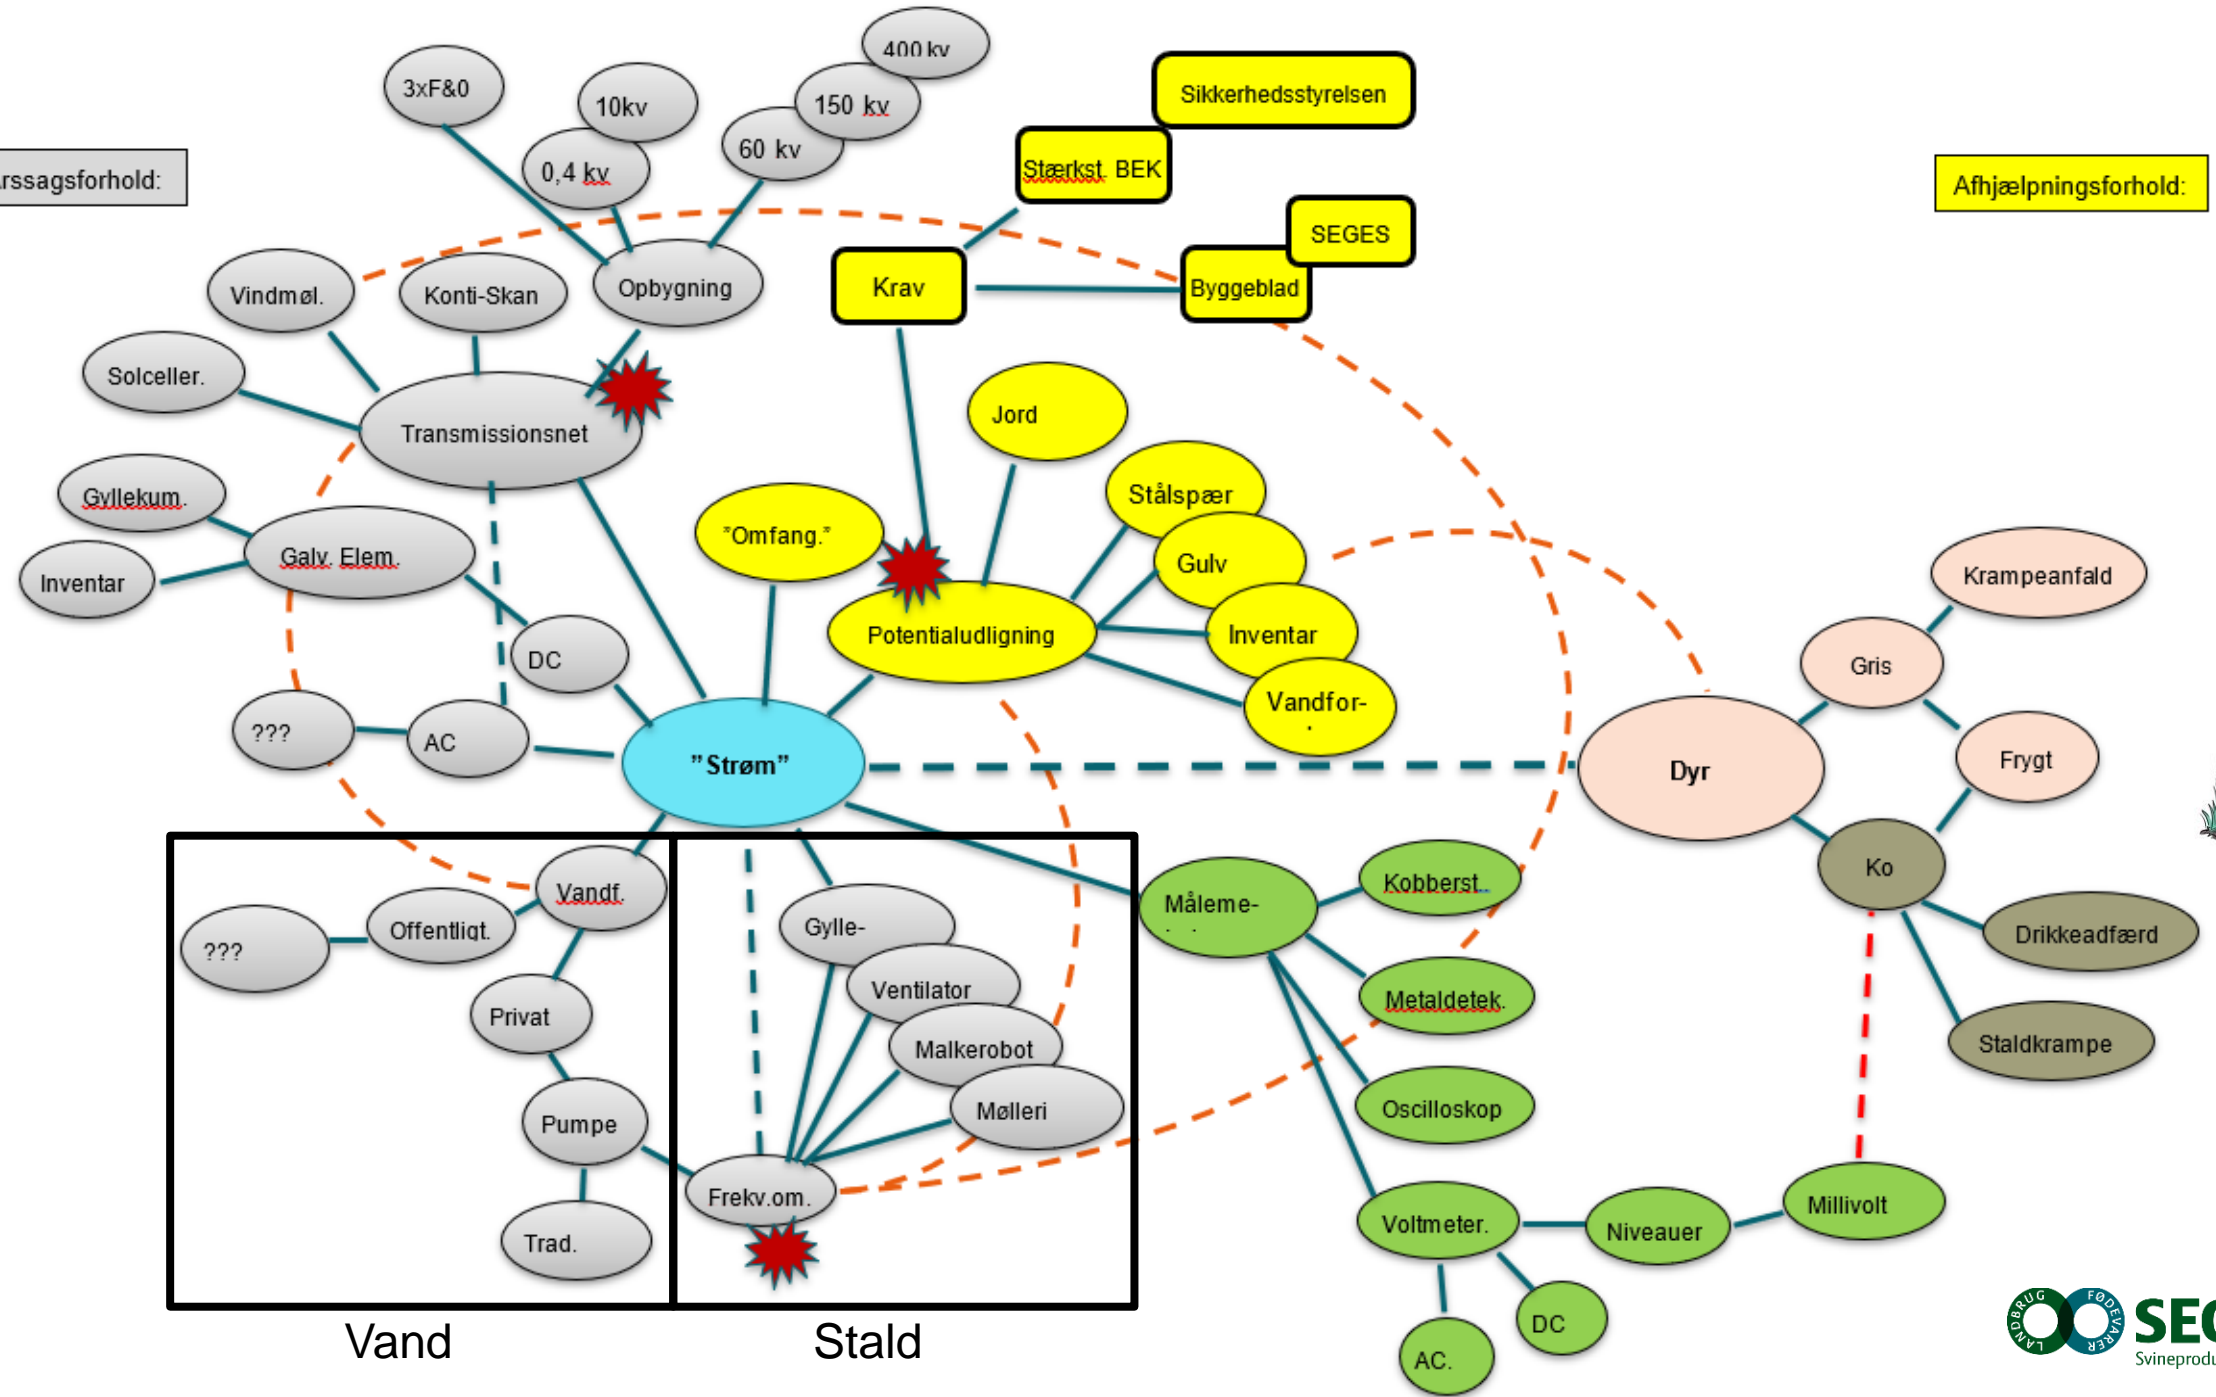 400 kv
3xF&0
10kv
150 kv
Sikkerhedsstyrelsen
60 kv
0,4 kv
Stærkst. BEK
rssagsforhold:
Afhjælpningsforhold:
SEGES
Vindmøl.
Konti-Skan
Opbygning
Krav
Byggeblad
Solceller.
Transmissionsnet
Jord
Gyllekum.
Stålspær
"Omfang."
Galv. Elem.
Gulv
Inventar
Krampeanfald
Potentialudligning
Inventar
DC
Gris
Vandfor-
???
AC
"Strøm"
Dyr
Frygt
Vandf.
Kobberst..
Ko
Måleme-
Offentligt.
Gylle-
Drikkeadfærd
???
Ventilator
Metaldetek.
Privat
Malkerobot
Staldkrampe
Pumpe
Mølleri
Oscilloskop
Frekv.om.
Millivolt
Trad.
Voltmeter.
Niveauer
DC
AC.
Vand
Stald
LANDBRUG FØDEVARER
SEG
Svineprodu